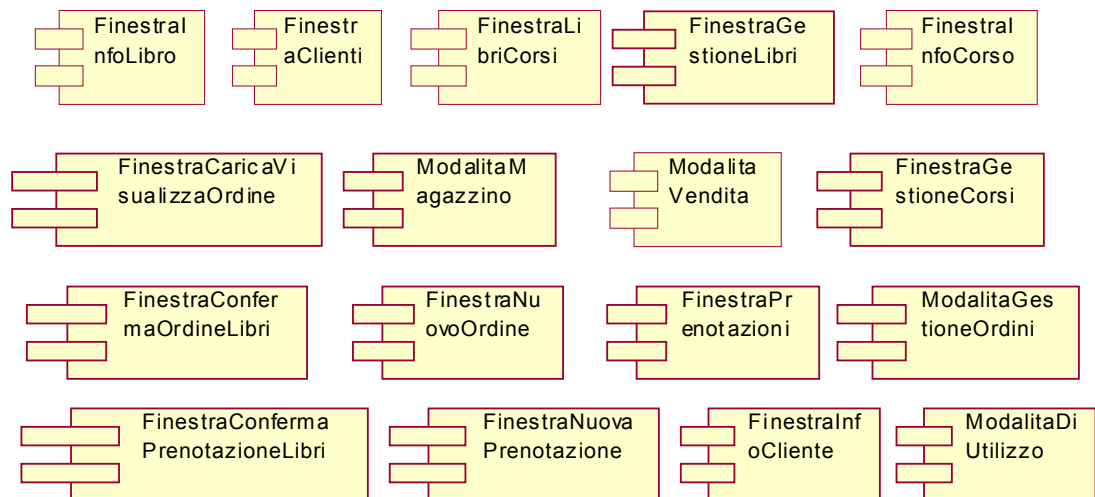 FinestraI
nfoLibro
Finestr
aClienti
FinestraLi
briCorsi
FinestraGe
stioneLibri
FinestraI
nfoCorso
FinestraCaricaVi
sualizzaOrdine
ModalitaM
agazzino
Modalita
Vendita
FinestraGe
stioneCorsi
FinestraConfer
maOrdineLibri
FinestraNu
ovoOrdine
FinestraPr
enotazioni
ModalitaGes
tioneOrdini
FinestraConferma
PrenotazioneLibri
FinestraNuova
Prenotazione
FinestraInf
oCliente
ModalitaDi
Utilizzo